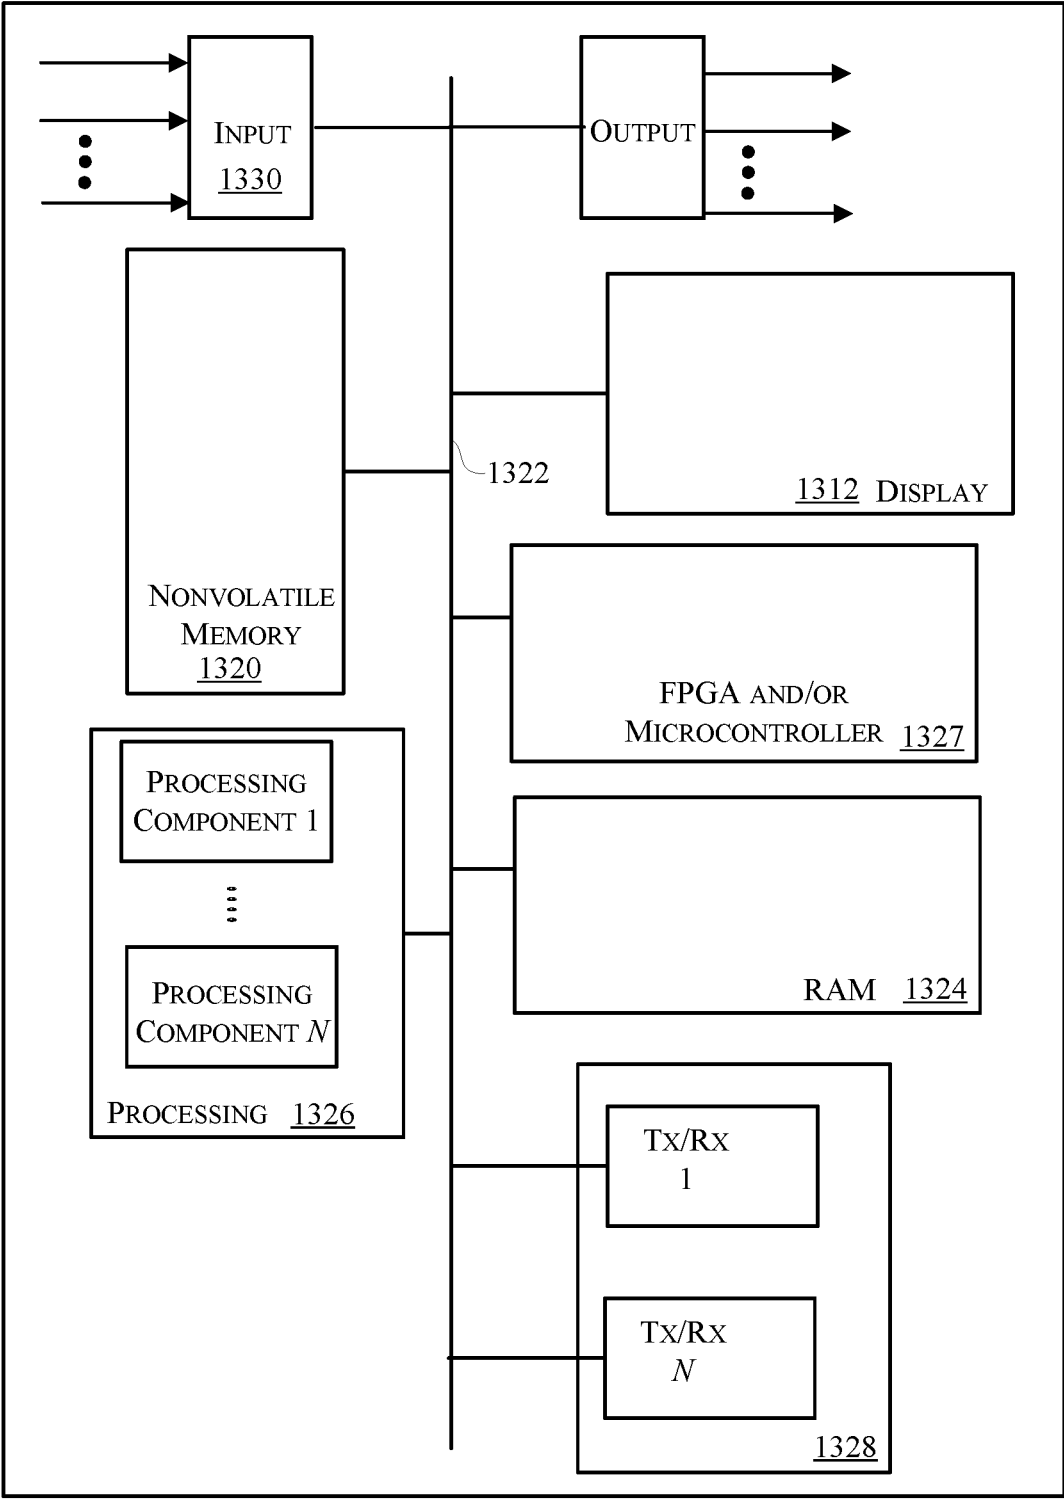 INPUT
1330
OUTPUT
1322
1312 DISPLAY
NONVOLATILE
MEMORY
1320
FPGA AND/OR
MICROCONTROLLER 1327
PROCESSING
COMPONENT 1
PROCESSING
COMPONENT N
PROCESSING 1326
RAM 1324
TX/RX
1
TX/RX
N
1328